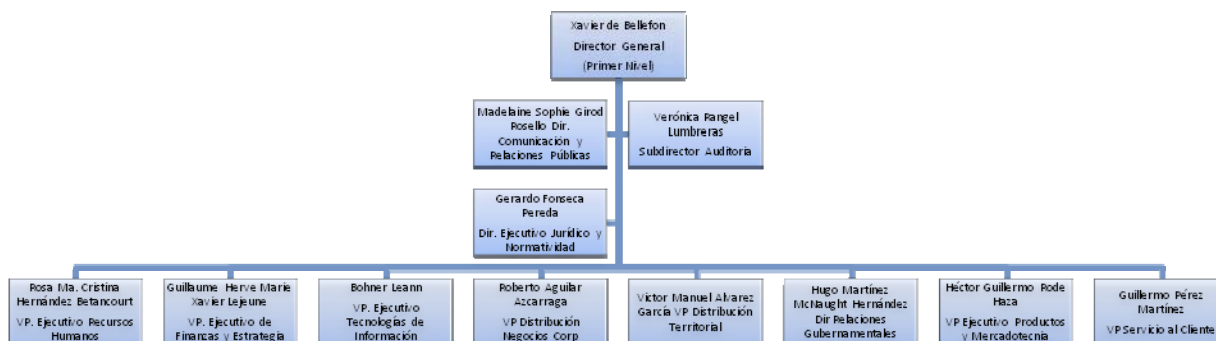 Xavier de Bellefon
Director General
(Primer Nivel)
Madelaine Sophie Girod
Rosello Dir.
Comunicación y
Relaciones Públicas
Verónica Rangel
Lumbreras
Subdirector Auditoria
Gerardo Fonseca
Pereda
Dir. Ejecutivo Jurídico y
Normatividad
Rosa Ma. Cristina
Hernández Betancourt
VP. Ejecutivo Recursos
Humanos
Guillaume Herve Marie
Xavier Lejeune
VP. Ejecutivo de
Finanzas y Estrategia
Bohner Leann
VP. Ejecutivo
Tecnologías de
Información
Roberto Aguilar
Azcarraga
VP Distribución
Negocios Corp
Victor Manuel Alvarez
García VP Distribución
Territorial
Hugo Martínez
McNaught Hernández
Dir Relaciones
Gubernamentales
Héctor Guillermo Rode
Haza
VP Ejecutivo Productos
y Mercadotecnia
Guillermo Pérez
Martínez
VP Servicio al Cliente